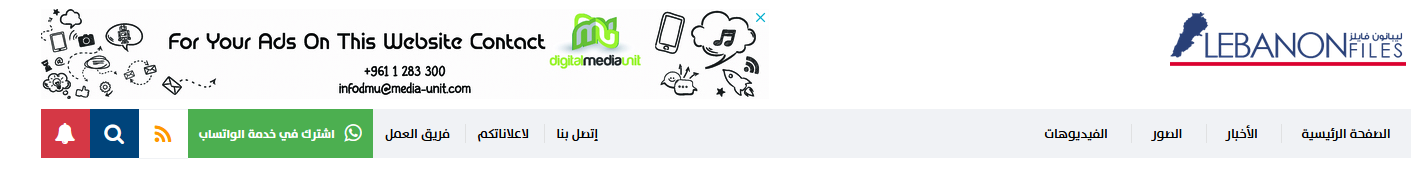 For Your Ads On This Website Contact
+961 1 283 300
infodmu@media-unit.com
digitalmediaunit
ليبانون فايلز
LEBANON FILES
الصفحة الرئيسية
الأخبار
الصور
الفيديوهات
إتصل بنا
لاعلاناتكم
فريق العمل
اشترك في خدمة الواتساب